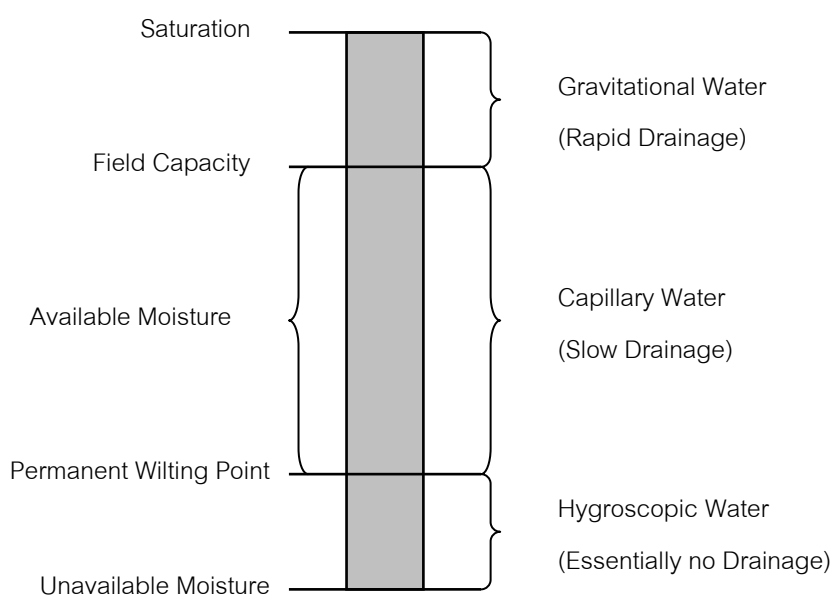 Saturation
Gravitational Water
(Rapid Drainage)
Field Capacity
Available Moisture
Capillary Water
(Slow Drainage)
Permanent Wilting Point
Hygroscopic Water
(Essentially no Drainage)
Unavailable Moisture